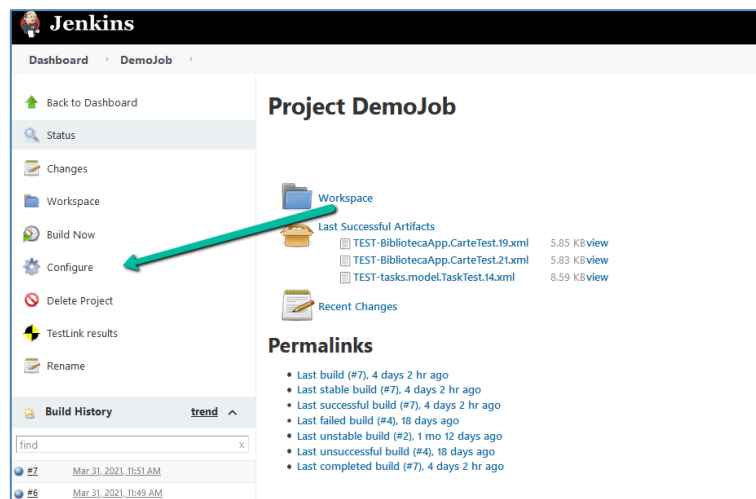 Jenkins
Dashboard DemoJob
Back to Dashboard
Status
Changes
Workspace
Build Now
Configure
Delete Project
TestLink results
Rename
Build History trend
find x
#7 Mar 31, 2021, 11:51 AM
#6 Mar 31, 2021, 11:49 AM
Project DemoJob
Workspace
Last Successful Artifacts
TEST-BibliotecaApp.CarteTest.19.xml 5.85 KB view
TEST-BibliotecaApp.CarteTest.21.xml 5.83 KB view
TEST-tasks.model.TaskTest.14.xml 8.59 KB view
Recent Changes
Permalinks
Last build (#7), 4 days 2 hr ago
Last stable build (#7), 4 days 2 hr ago
Last successful build (#7), 4 days 2 hr ago
Last failed build (#4), 18 days ago
Last unstable build (#2), 1 mo 12 days ago
Last unsuccessful build (#4), 18 days ago
Last completed build (#7), 4 days 2 hr ago